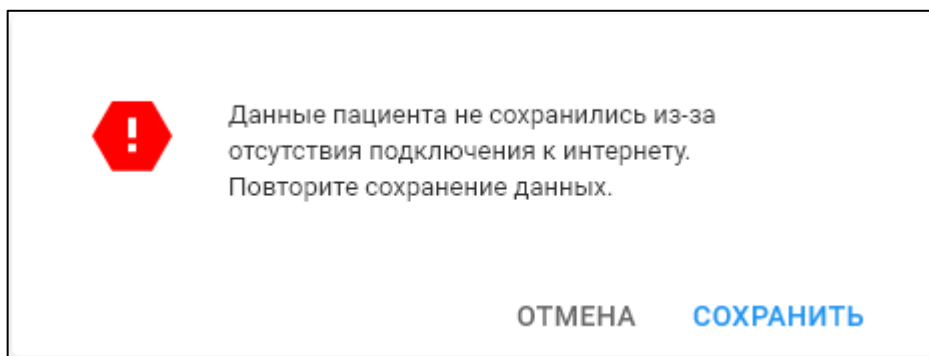 Данные пациента не сохранились из-за
отсутствия подключения к интернету.
Повторите сохранение данных.
ОТМЕНА СОХРАНИТЬ